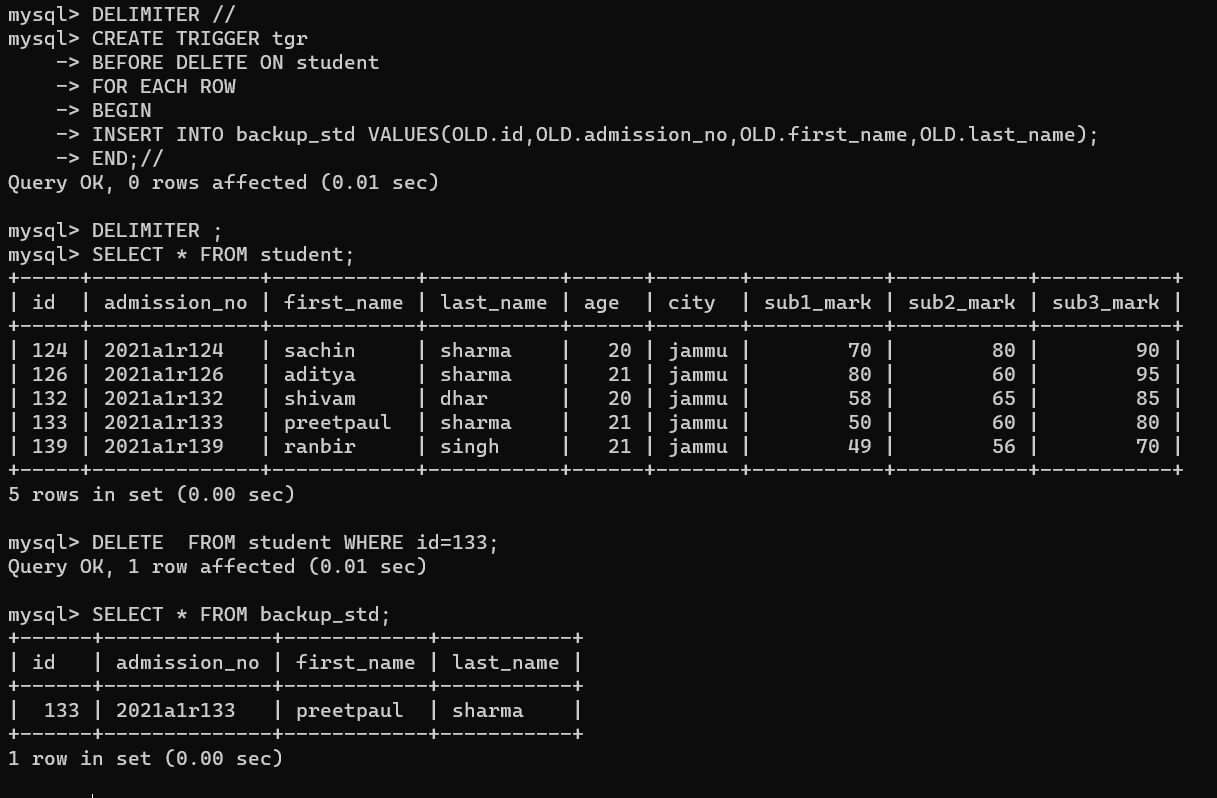 mysql> DELIMITER //
mysql> CREATE TRIGGER tgr
    -> BEFORE DELETE ON student
    -> FOR EACH ROW
    -> BEGIN
    -> INSERT INTO backup_std VALUES(OLD.id,OLD.admission_no,OLD.first_name,OLD.last_name);
    -> END;//
Query OK, 0 rows affected (0.01 sec)

mysql> DELIMITER ;
mysql> SELECT * FROM student;
+-----+--------------+------------+-----------+------+-------+-----------+-----------+-----------+
| id  | admission_no | first_name | last_name | age  | city  | sub1_mark | sub2_mark | sub3_mark |
+-----+--------------+------------+-----------+------+-------+-----------+-----------+-----------+
| 124 | 2021a1r124   | sachin     | sharma    |   20 | jammu |        70 |        80 |        90 |
| 126 | 2021a1r126   | aditya     | sharma    |   21 | jammu |        80 |        60 |        95 |
| 132 | 2021a1r132   | shivam     | dhar      |   20 | jammu |        58 |        65 |        85 |
| 133 | 2021a1r133   | preetpaul  | sharma    |   21 | jammu |        50 |        60 |        80 |
| 139 | 2021a1r139   | ranbir     | singh     |   21 | jammu |        49 |        56 |        70 |
+-----+--------------+------------+-----------+------+-------+-----------+-----------+-----------+
5 rows in set (0.00 sec)

mysql> DELETE  FROM student WHERE id=133;
Query OK, 1 row affected (0.01 sec)

mysql> SELECT * FROM backup_std;
+------+--------------+------------+-----------+
| id   | admission_no | first_name | last_name |
+------+--------------+------------+-----------+
|  133 | 2021a1r133   | preetpaul  | sharma    |
+------+--------------+------------+-----------+
1 row in set (0.00 sec)